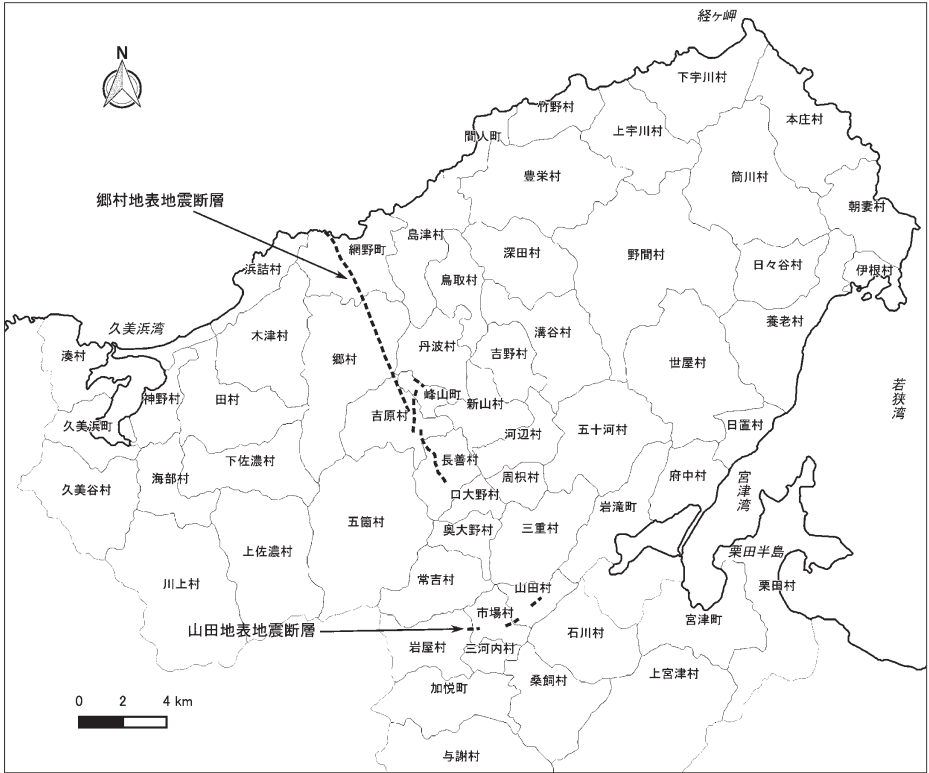 経ヶ岬
N
下宇川村
竹野村
本庄村
上宇川村
間人町
豊栄村
筒川村
郷村地表地震断層
朝妻村
島津村
網野町
深田村
野間村
日々谷村
浜詰村
伊根村
鳥取村
久美浜湾
養老村
木津村
溝谷村
湊村
郷村
丹波村
吉野村
世屋村
若狭湾
神野村
田村
峰山町
新山村
吉原村
久美浜町
河辺村
五十河村
日置村
下佐濃村
長善村
海部村
周枳村
府中村
久美谷村
口大野村
宮津湾
岩滝町
五箇村
奥大野村
三重村
上佐濃村
栗田半島
川上村
常吉村
山田村
栗田村
市場村
宮津町
山田地表地震断層
石川村
岩屋村
三河内村
上宮津村
桑飼村
加悦町
0 2 4 km
与謝村